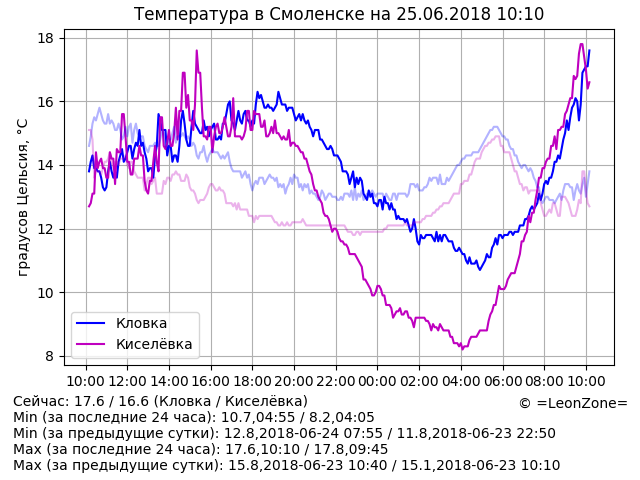 Температура в Смоленске на 25.06.2018 10:10
градусов Цельсия, °C
18
16
14
12
10
8
Кловка
Киселёвка
10:00 12:00 14:00 16:00 18:00 20:00 22:00 00:00 02:00 04:00 06:00 08:00 10:00
Сейчас: 17.6 / 16.6 (Кловка / Киселёвка)
© =LeonZone=
Min (за последние 24 часа): 10.7,04:55 / 8.2,04:05
Min (за предыдущие сутки): 12.8,2018-06-24 07:55 / 11.8,2018-06-23 22:50
Max (за последние 24 часа): 17.6,10:10 / 17.8,09:45
Max (за предыдущие сутки): 15.8,2018-06-23 10:40 / 15.1,2018-06-23 10:10